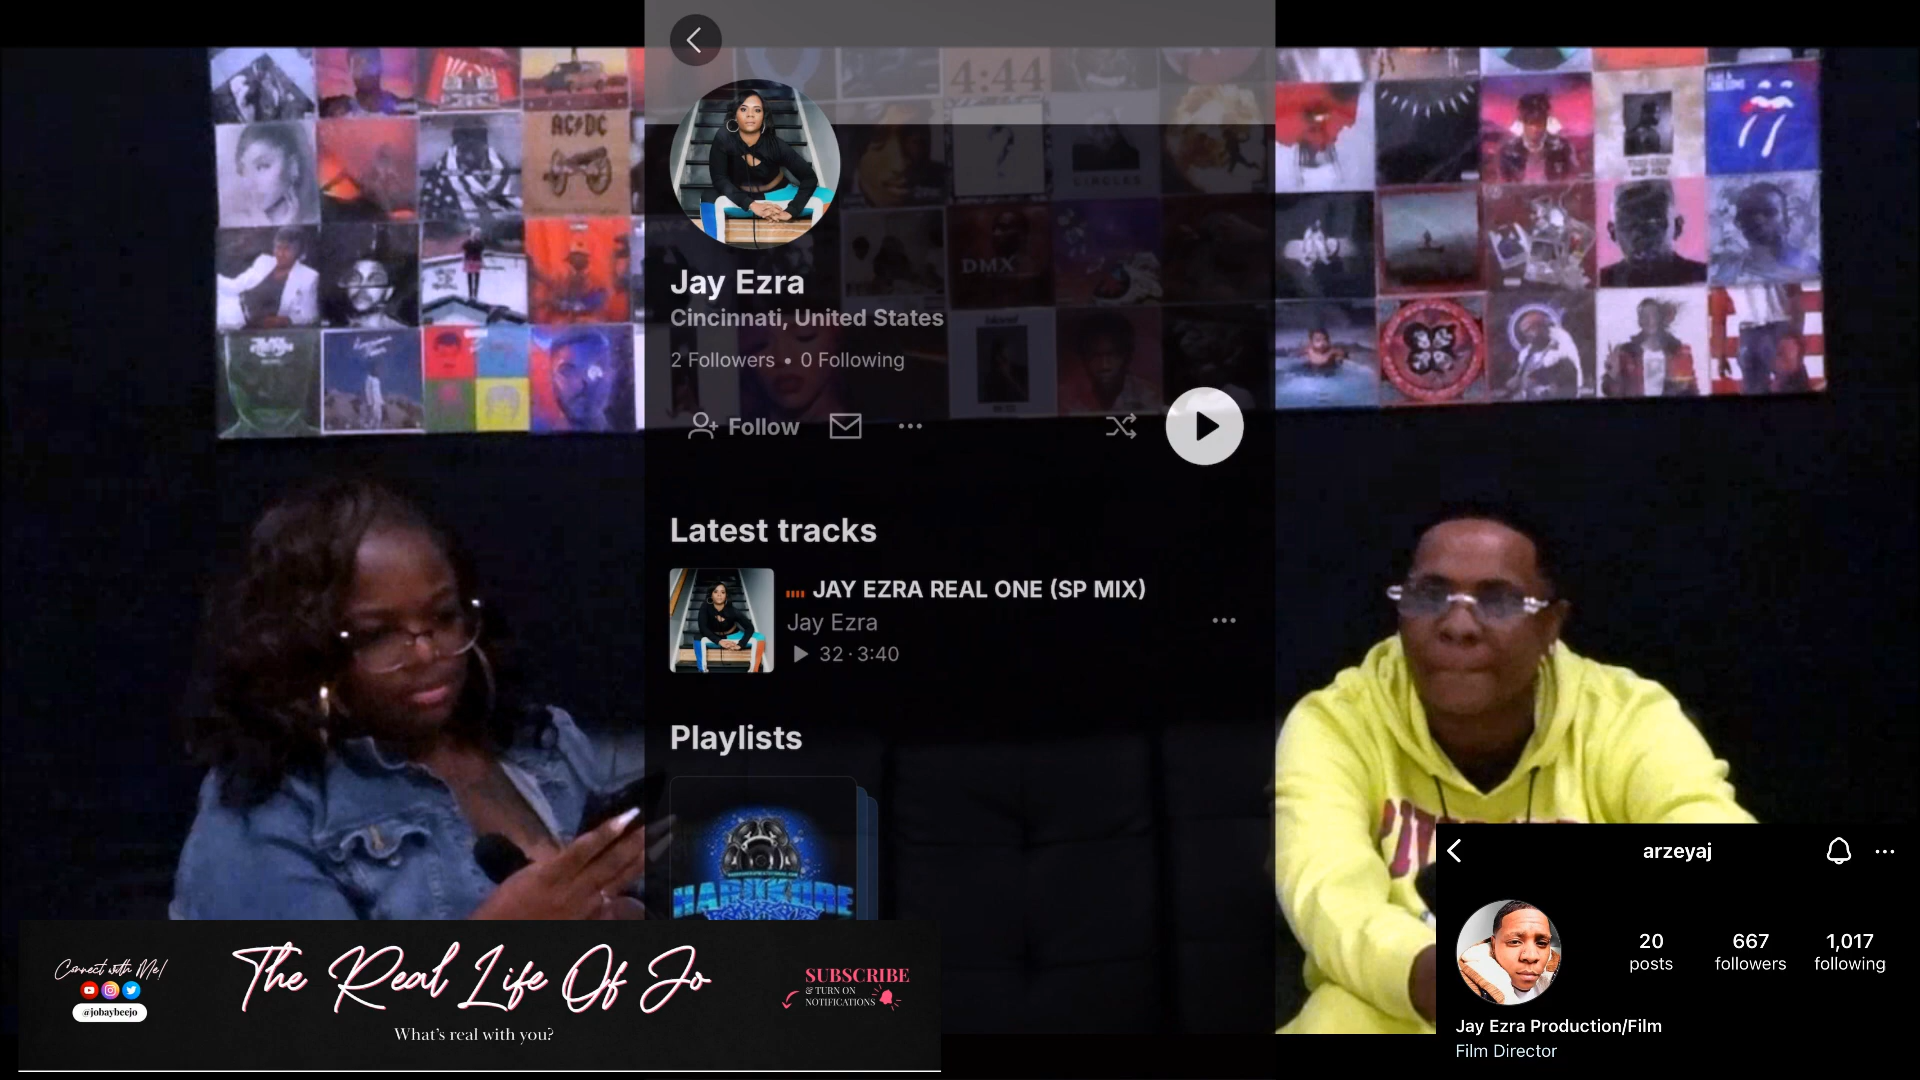 4:44
AC/DC
CIRCLES
DMX
Jay Ezra
Cincinnati, United States
2 Followers • 0 Following
Follow
Latest tracks
JAY EZRA REAL ONE (SP MIX)
Jay Ezra
32 · 3:40
Playlists
HARDKORE
Connect with Me!
@jobaybeejo
The Real Life Of Jo
What's real with you?
SUBSCRIBE
& TURN ON
NOTIFICATIONS
arzeyaj
20
posts
667
followers
1,017
following
Jay Ezra Production/Film
Film Director